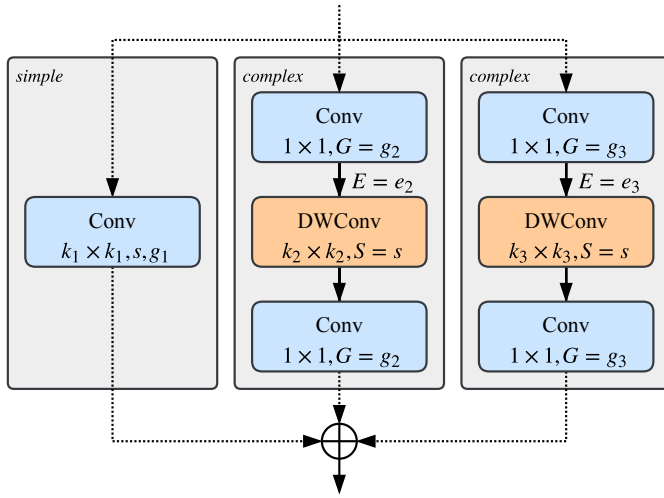 simple
Conv
k₁ × k₁, s, g₁
complex
Conv
1 × 1, G = g₂
E = e₂
DWConv
k₂ × k₂, S = s
Conv
1 × 1, G = g₂
complex
Conv
1 × 1, G = g₃
E = e₃
DWConv
k₃ × k₃, S = s
Conv
1 × 1, G = g₃